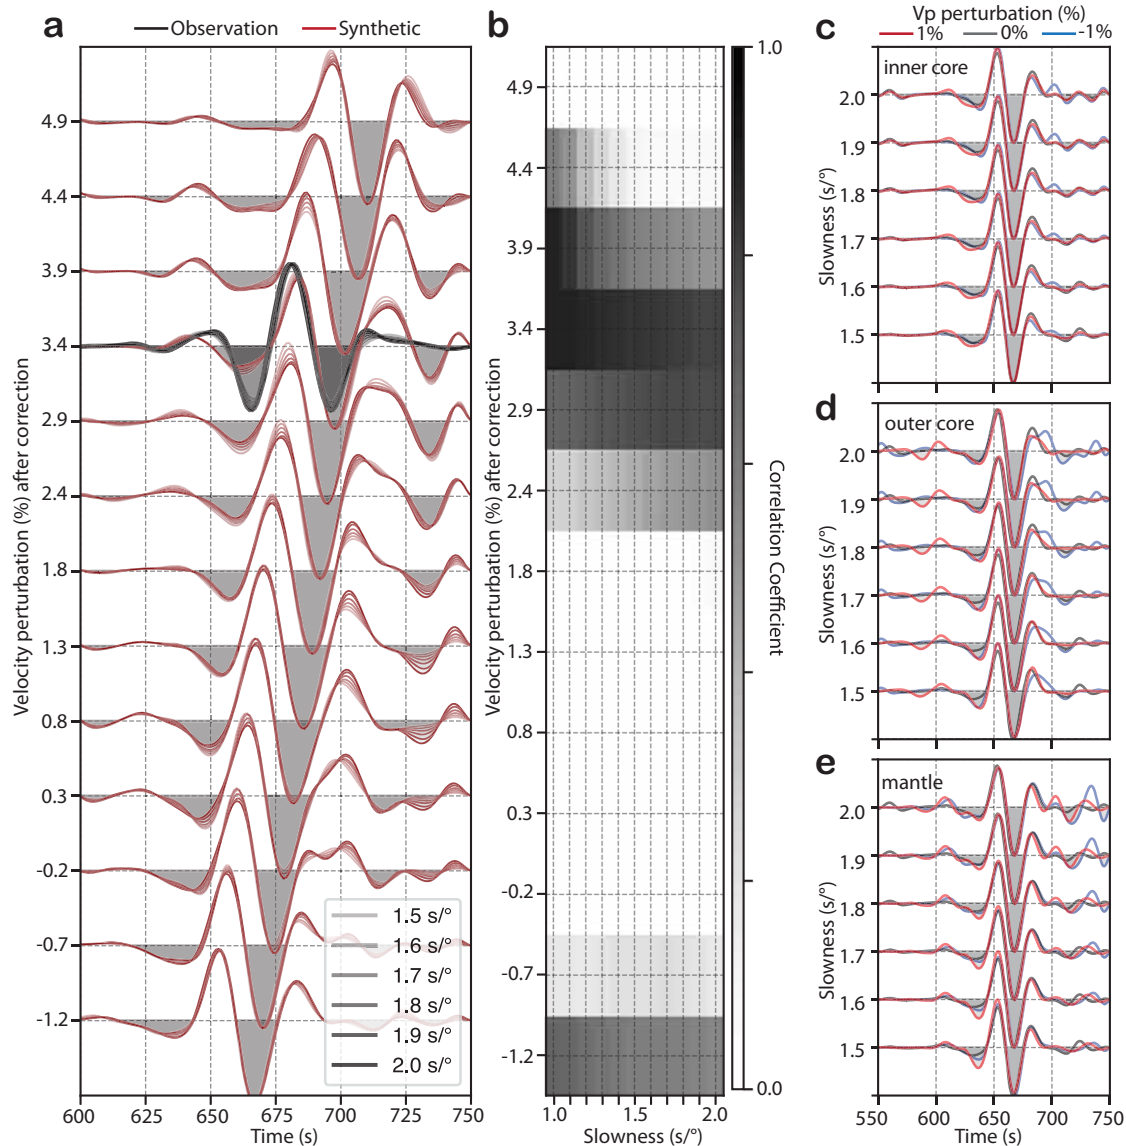 a
Observation
Synthetic
Velocity perturbation (%) after correction
4.9
4.4
3.9
3.4
2.9
2.4
1.8
1.3
0.8
0.3
-0.2
-0.7
-1.2
1.5 s/°
1.6 s/°
1.7 s/°
1.8 s/°
1.9 s/°
2.0 s/°
600 625 650 675 700 725 750
Time (s)
b
Velocity perturbation (%) after correction
4.9
4.4
3.9
3.4
2.9
2.4
1.8
1.3
0.8
0.3
-0.2
-0.7
-1.2
1.0 1.5 2.0
Slowness (s/°)
1.0
0.0
Correlation Coefficient
c
Vp perturbation (%)
1% 0% -1%
inner core
Slowness (s/°)
2.0
1.9
1.8
1.7
1.6
1.5
d
outer core
Slowness (s/°)
2.0
1.9
1.8
1.7
1.6
1.5
e
mantle
Slowness (s/°)
2.0
1.9
1.8
1.7
1.6
1.5
550 600 650 700 750
Time (s)